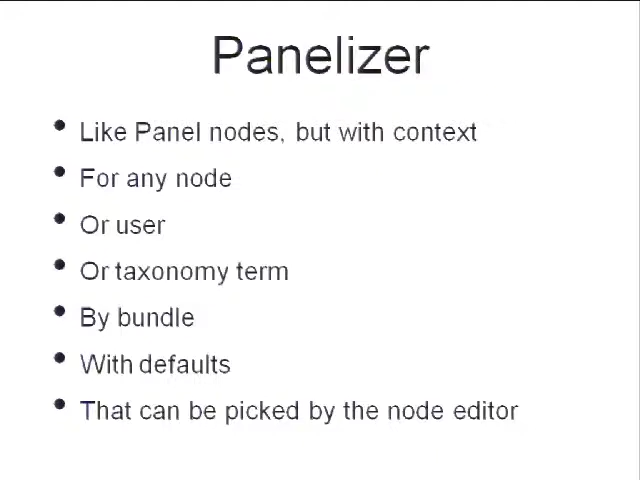 Panelizer
• Like Panel nodes, but with context
• For any node
• Or user
• Or taxonomy term
• By bundle
• With defaults
• That can be picked by the node editor